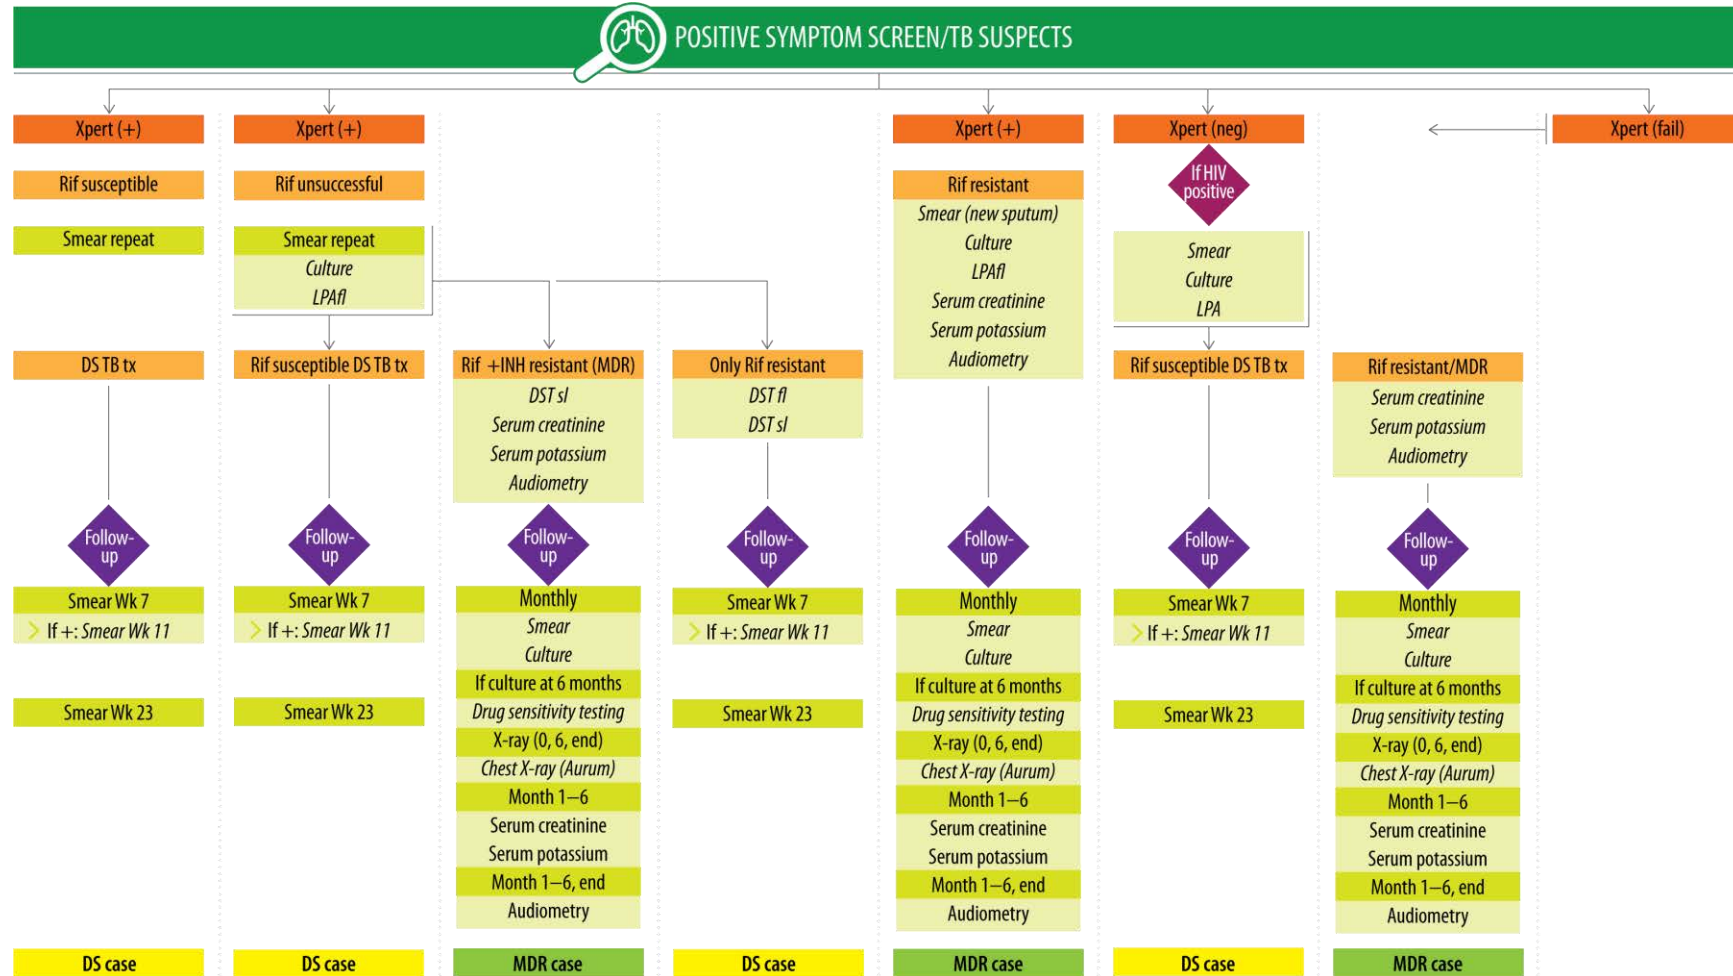 POSITIVE SYMPTOM SCREEN/TB SUSPECTS
Xpert (+)
Rif susceptible
Smear repeat
DS TB tx
Follow-
up
Smear Wk 7
If +: Smear Wk 11
Smear Wk 23
DS case
Xpert (+)
Rif unsuccessful
Smear repeat
Culture
LPAfl
Rif susceptible DS TB tx
Follow-
up
Smear Wk 7
If +: Smear Wk 11
Smear Wk 23
DS case
Rif +INH resistant (MDR)
DST sl
Serum creatinine
Serum potassium
Audiometry
Follow-
up
Monthly
Smear
Culture
If culture at 6 months
Drug sensitivity testing
X-ray (0, 6, end)
Chest X-ray (Aurum)
Month 1–6
Serum creatinine
Serum potassium
Month 1–6, end
Audiometry
MDR case
Only Rif resistant
DST fl
DST sl
Follow-
up
Smear Wk 7
If +: Smear Wk 11
Smear Wk 23
DS case
Xpert (+)
Rif resistant
Smear (new sputum)
Culture
LPAfl
Serum creatinine
Serum potassium
Audiometry
Follow-
up
Monthly
Smear
Culture
If culture at 6 months
Drug sensitivity testing
X-ray (0, 6, end)
Chest X-ray (Aurum)
Month 1–6
Serum creatinine
Serum potassium
Month 1–6, end
Audiometry
MDR case
Xpert (neg)
If HIV
positive
Smear
Culture
LPA
Rif susceptible DS TB tx
Follow-
up
Smear Wk 7
If +: Smear Wk 11
Smear Wk 23
DS case
Rif resistant/MDR
Serum creatinine
Serum potassium
Audiometry
Follow-
up
Monthly
Smear
Culture
If culture at 6 months
Drug sensitivity testing
X-ray (0, 6, end)
Chest X-ray (Aurum)
Month 1–6
Serum creatinine
Serum potassium
Month 1–6, end
Audiometry
MDR case
Xpert (fail)